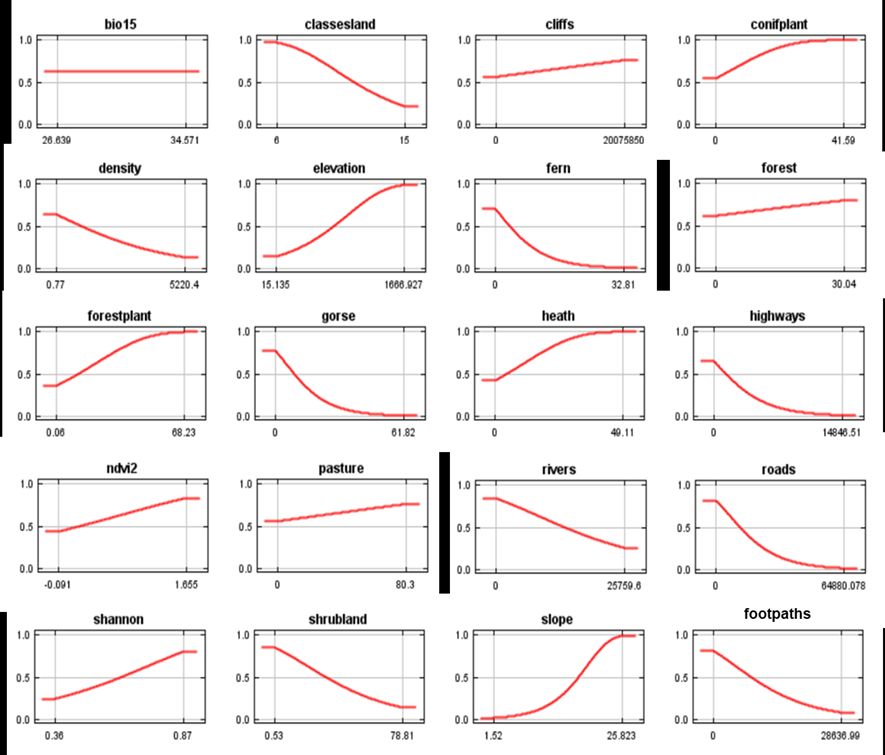 bio15 classesland cliffs conifplant
1.0 1.0 1.0 1.0
0.5 0.5 0.5 0.5
0.0 0.0 0.0 0.0
26.639 34.571 6 15 0 20075850 0 41.59
density elevation fern forest
1.0 1.0 1.0 1.0
0.5 0.5 0.5 0.5
0.0 0.0 0.0 0.0
0.77 5220.4 15.135 1666.927 0 32.81 0 30.04
forestplant gorse heath highways
1.0 1.0 1.0 1.0
0.5 0.5 0.5 0.5
0.0 0.0 0.0 0.0
0.06 68.23 0 61.82 0 49.11 0 14846.51
ndvi2 pasture rivers roads
1.0 1.0 1.0 1.0
0.5 0.5 0.5 0.5
0.0 0.0 0.0 0.0
-0.091 1.655 0 80.3 0 25759.6 0 64880.078
shannon shrubland slope footpaths
1.0 1.0 1.0 1.0
0.5 0.5 0.5 0.5
0.0 0.0 0.0 0.0
0.36 0.87 0.53 78.81 1.52 25.823 0 28636.99